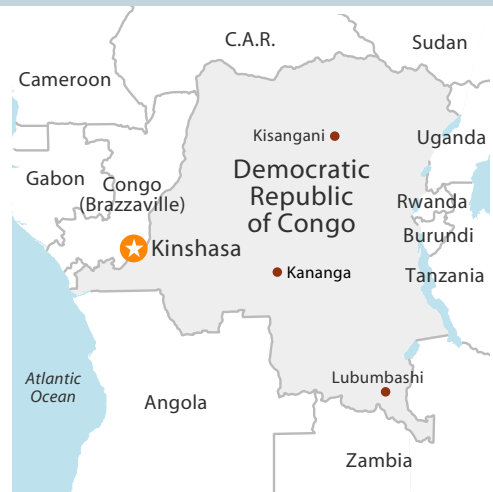 C.A.R.
Sudan
Cameroon
Kisangani
Uganda
Democratic
Republic
of Congo
Gabon
Congo
(Brazzaville)
Rwanda
Burundi
Kinshasa
Kananga
Tanzania
Atlantic
Ocean
Lubumbashi
Angola
Zambia